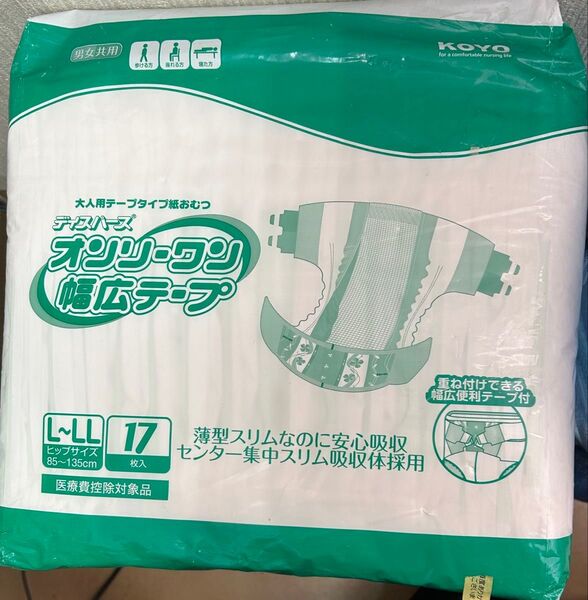 男女共用
歩ける方
座れる方
寝た方
KOYO
for a comfortable nursing life
大人用テープタイプ紙おむつ
ディスパース
オンリーワン
幅広テープ
重ね付けできる
幅広便利テープ付
L~LL
ヒップサイズ
85~135cm
17
枚入
薄型スリムなのに安心吸収
センター集中スリム吸収体採用
医療費控除対象品